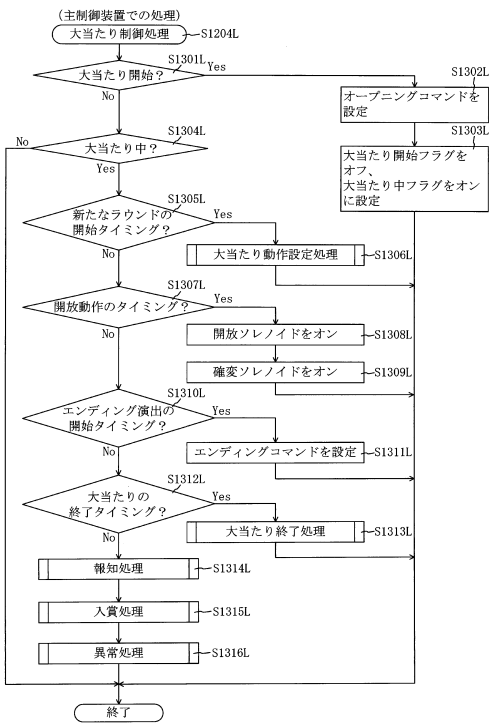 (主制御装置での処理)
大当たり制御処理 S1204L
S1301L
大当たり開始？ Yes
No
S1302L
オープニングコマンドを
設定
S1303L
大当たり開始フラグを
オフ、
大当たり中フラグをオン
に設定
S1304L
No 大当たり中？
Yes
S1305L
新たなラウンドの
開始タイミング？ Yes
No
大当たり動作設定処理 S1306L
S1307L
開放動作のタイミング？ Yes
No
開放ソレノイドをオン S1308L
確変ソレノイドをオン S1309L
S1310L
エンディング演出の
開始タイミング？ Yes
No
エンディングコマンドを設定 S1311L
S1312L
大当たりの
終了タイミング？ Yes
No
大当たり終了処理 S1313L
報知処理 S1314L
入賞処理 S1315L
異常処理 S1316L
終了